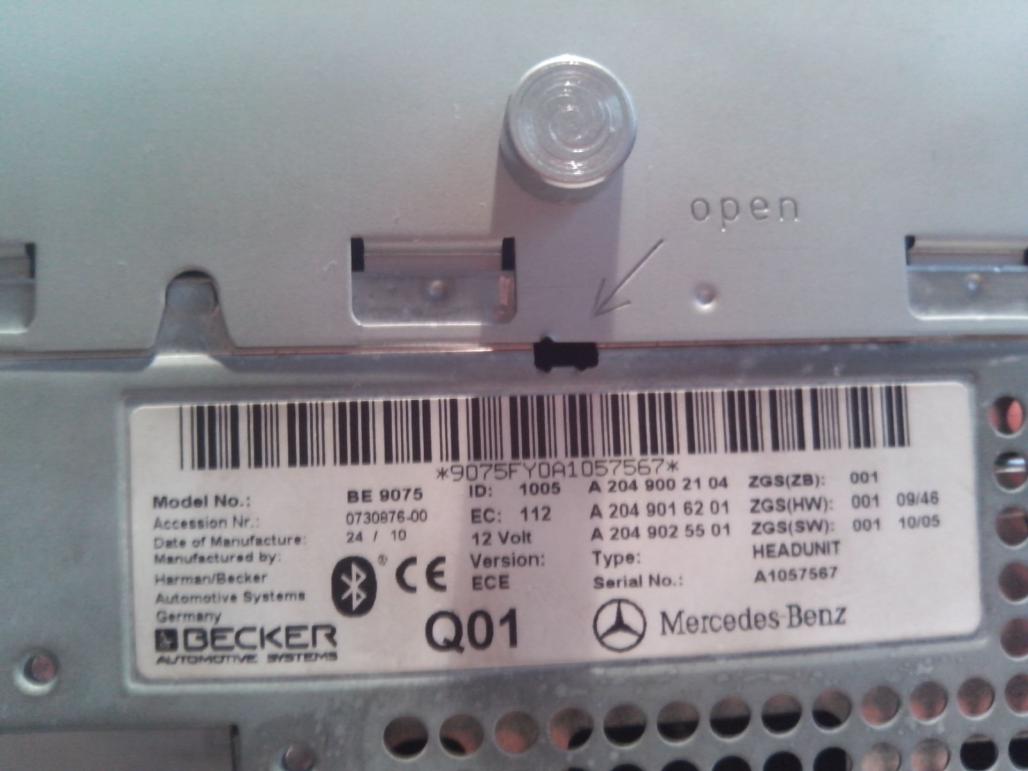 open
*9075FY0A1057567*
Model No.: BE 9075 ID: 1005 A 204 900 21 04 ZGS(ZB): 001
Accession Nr.: 0730876-00 EC: 112 A 204 901 62 01 ZGS(HW): 001 09/46
Date of Manufacture: 24 / 10 12 Volt A 204 902 55 01 ZGS(SW): 001 10/05
Manufactured by: Version: Type: HEADUNIT
Harman/Becker ® CE ECE Serial No.: A1057567
Automotive Systems
Germany
BECKER Q01 Mercedes-Benz
AUTOMOTIVE SYSTEMS